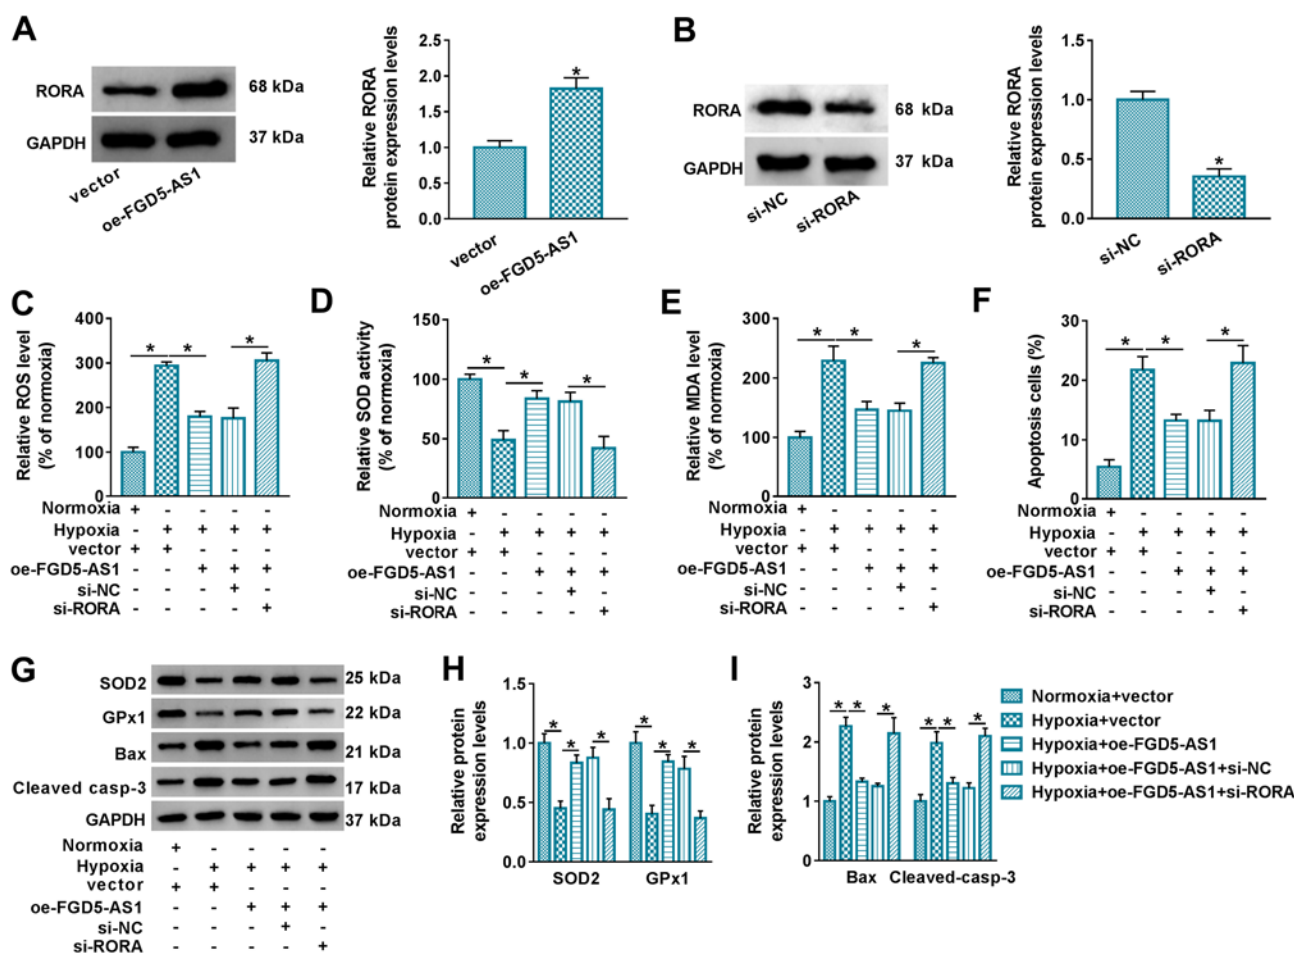 A
RORA
68 kDa
GAPDH
37 kDa
vector
oe-FGD5-AS1
Relative RORA
protein expression levels
2.5
2.0
1.5
1.0
0.5
0.0
*
vector
oe-FGD5-AS1
B
RORA
68 kDa
GAPDH
37 kDa
si-NC
si-RORA
Relative RORA
protein expression levels
1.5
1.0
0.5
0.0
*
si-NC
si-RORA
C
Relative ROS level
(% of normoxia)
400
300
200
100
0
* * *
Normoxia + - - - -
Hypoxia - + + + +
vector + + - - -
oe-FGD5-AS1 - - + + +
si-NC - - - + -
si-RORA - - - - +
D
Relative SOD activity
(% of normoxia)
150
100
50
0
* * *
Normoxia + - - - -
Hypoxia - + + + +
vector + + - - -
oe-FGD5-AS1 - - + + +
si-NC - - - + -
si-RORA - - - - +
E
Relative MDA level
(% of normoxia)
300
200
100
0
* * *
Normoxia + - - - -
Hypoxia - + + + +
vector + + - - -
oe-FGD5-AS1 - - + + +
si-NC - - - + -
si-RORA - - - - +
F
Apoptosis cells (%)
30
20
10
0
* * *
Normoxia + - - - -
Hypoxia - + + + +
vector + + - - -
oe-FGD5-AS1 - - + + +
si-NC - - - + -
si-RORA - - - - +
G
SOD2 25 kDa
GPx1 22 kDa
Bax 21 kDa
Cleaved casp-3 17 kDa
GAPDH 37 kDa
Normoxia + - - - -
Hypoxia - + + + +
vector + + - - -
oe-FGD5-AS1 - - + + +
si-NC - - - + -
si-RORA - - - - +
H
Relative protein
expression levels
1.5
1.0
0.5
0.0
* * * * * *
SOD2 GPx1
I
Relative protein
expression levels
3
2
1
0
* * * * * *
Bax Cleaved-casp-3
Normoxia+vector
Hypoxia+vector
Hypoxia+oe-FGD5-AS1
Hypoxia+oe-FGD5-AS1+si-NC
Hypoxia+oe-FGD5-AS1+si-RORA